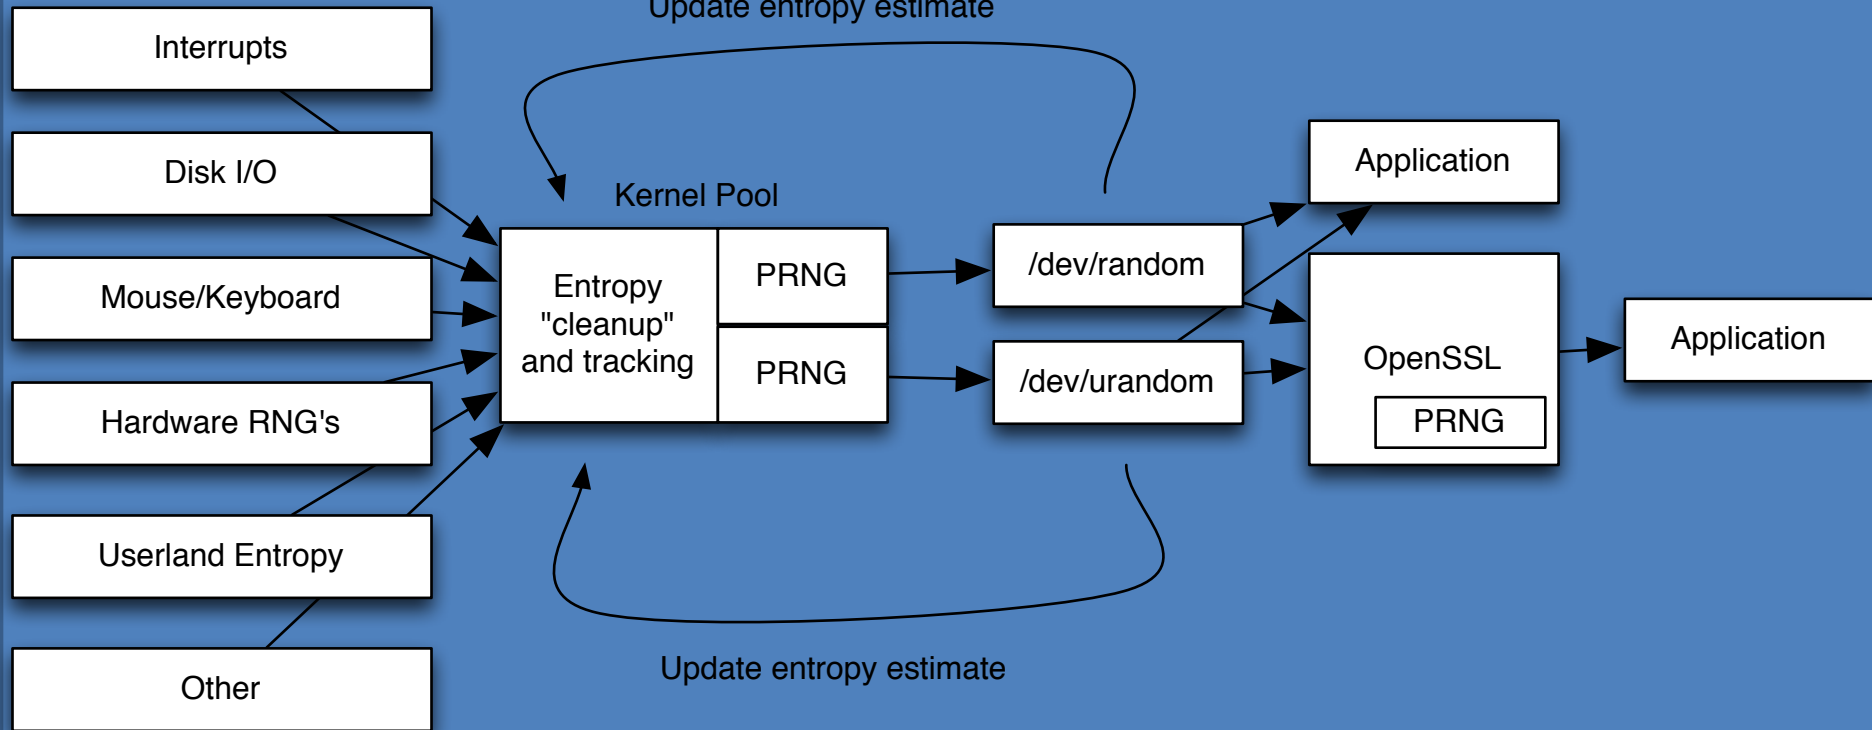 Update entropy estimate
Interrupts
Disk I/O
Mouse/Keyboard
Hardware RNG's
Userland Entropy
Other
Kernel Pool
Entropy
"cleanup"
and tracking
PRNG
PRNG
/dev/random
/dev/urandom
Application
OpenSSL
PRNG
Application
Update entropy estimate